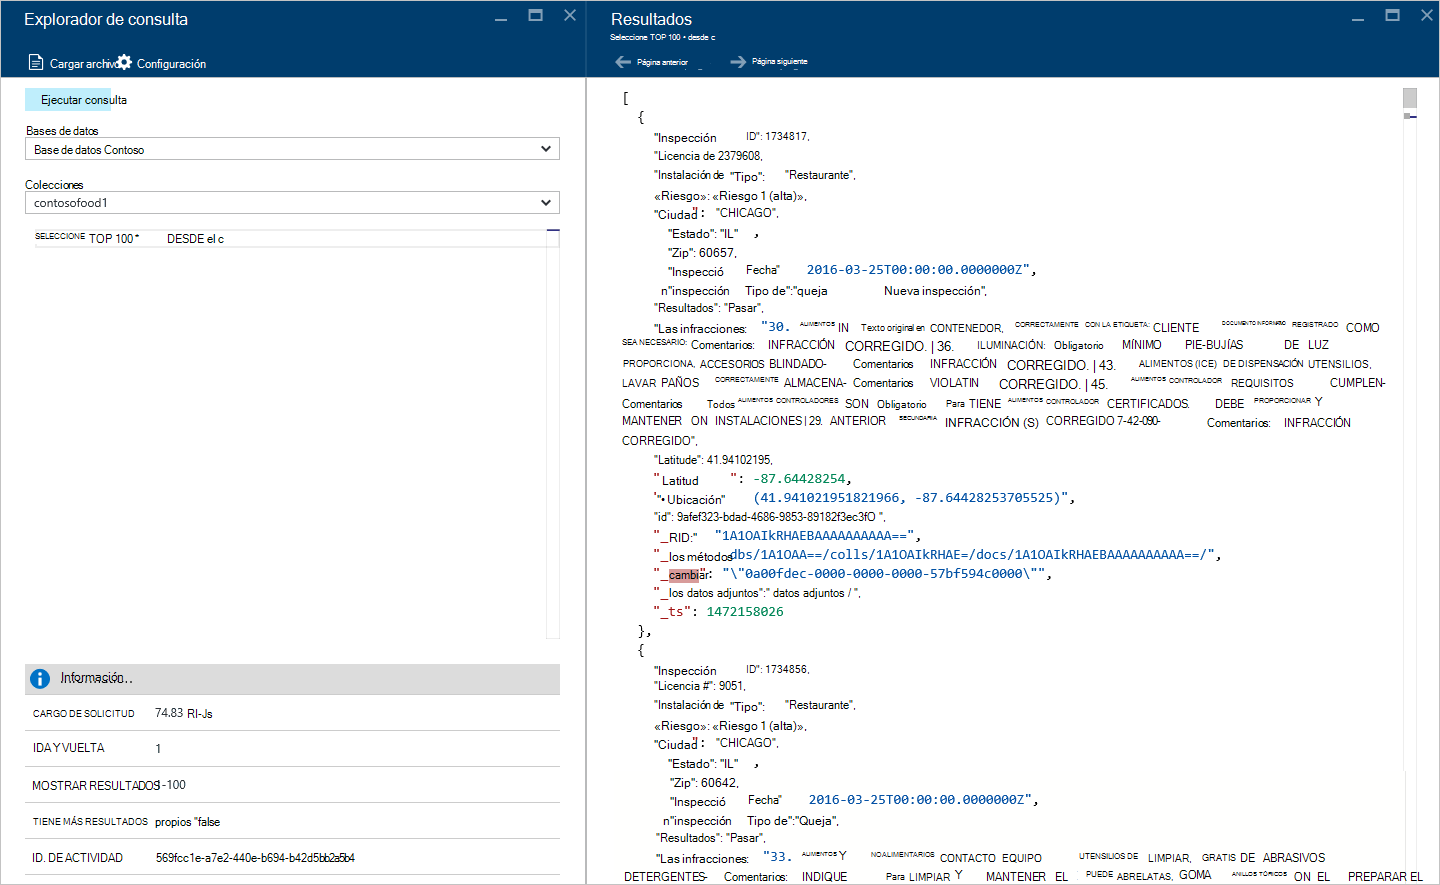 Explorador de consulta
Cargar archivo Configuración
Ejecutar consulta
Bases de datos
Base de datos Contoso
Colecciones
contosofood1
SELECCIONE TOP 100 * DESDE el c
Información..
CARGO DE SOLICITUD 74.83 RI-Js
IDA Y VUELTA 1
MOSTRAR RESULTADOS 1-100
TIENE MÁS RESULTADOS propios "false
ID. DE ACTIVIDAD 569fcc1e-a7e2-440e-b694-b42d5bb2a5b4
Resultados
Seleccione TOP 100 * desde c
Página anterior Página siguiente
[
{
"Inspección ID": 1734817,
"Licencia de 2379608,
"Instalación de "Tipo": "Restaurante",
«Riesgo»: «Riesgo 1 (alta)»,
"Ciudad": "CHICAGO",
"Estado": "IL" ,
"Zip": 60657,
"Inspecció Fecha" 2016-03-25T00:00:00.0000000Z",
n"inspección Tipo de":"queja Nueva inspección",
"Resultados": "Pasar",
"Las infracciones: "30. ALIMENTOS IN Texto original en CONTENEDOR, CORRECTAMENTE CON LA ETIQUETA: CLIENTE DOCUMENTO INFORMATIVO REGISTRADO COMO
SEA NECESARIO: Comentarios: INFRACCIÓN CORREGIDO. | 36. ILUMINACIÓN: Obligatorio MÍNIMO PIE-BUJÍAS DE LUZ
PROPORCIONA, ACCESORIOS BLINDADO- Comentarios INFRACCIÓN CORREGIDO. | 43. ALIMENTOS (ICE) DE DISPENSACIÓN UTENSILIOS,
LAVAR PAÑOS CORRECTAMENTE ALMACENA- Comentarios VIOLATIN CORREGIDO. | 45. ALIMENTOS CONTROLADOR REQUISITOS CUMPLEN-
Comentarios Todos ALIMENTOS CONTROLADORES SON Obligatorio Para TIENE ALIMENTOS CONTROLADOR CERTIFICADOS. DEBE PROPORCIONAR Y
MANTENER ON INSTALACIONES | 29. ANTERIOR SECUNDARIA INFRACCIÓN (S) CORREGIDO 7-42-090- Comentarios: INFRACCIÓN
CORREGIDO",
"Latitude": 41.94102195,
"Latitud ": -87.64428254,
"• Ubicación" (41.941021951821966, -87.64428253705525)",
"id": 9afef323-bdad-4686-9853-89182f3ec3fO ",
"_RID:" "1A1OAIkRHAEBAAAAAAAAAA==",
"_los métodos dbs/1A1OAA==/colls/1A1OAIkRHAE=/docs/1A1OAIkRHAEBAAAAAAAAAA==/",
"_cambiar": "\"0a00fdec-0000-0000-0000-57bf594c0000\"",
"_los datos adjuntos":" datos adjuntos / ",
"_ts": 1472158026
},
{
"Inspección ID": 1734856,
"Licencia #": 9051,
"Instalación de "Tipo": "Restaurante",
«Riesgo»: «Riesgo 1 (alta)»,
"Ciudad": "CHICAGO",
"Estado": "IL" ,
"Zip": 60642,
"Inspecció Fecha" 2016-03-25T00:00:00.0000000Z",
n"inspección Tipo de":"Queja",
"Resultados": "Pasar",
"Las infracciones: "33. ALIMENTOS Y NO ALIMENTARIOS CONTACTO EQUIPO UTENSILIOS DE LIMPIAR, GRATIS DE ABRASIVOS
DETERGENTES- Comentarios: INDIQUE Para LIMPIAR Y MANTENER EL PUEDE ABRELATAS, GOMA ANILLOS TÓRICOS ON EL PREPARAR EL